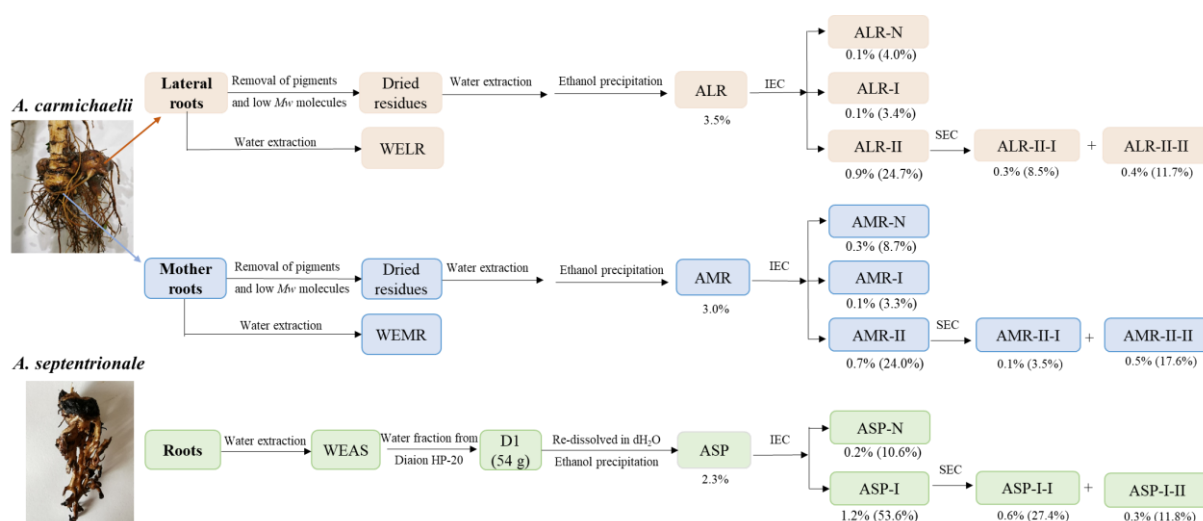 A. carmichaelii
Lateral
roots
Removal of pigments
and low Mw molecules
Dried
residues
Water extraction
Ethanol precipitation
ALR
3.5%
IEC
ALR-N
0.1% (4.0%)
ALR-I
0.1% (3.4%)
ALR-II
0.9% (24.7%)
SEC
ALR-II-I
0.3% (8.5%)
+
ALR-II-II
0.4% (11.7%)
Water extraction
WELR
Mother
roots
Removal of pigments
and low Mw molecules
Dried
residues
Water extraction
Ethanol precipitation
AMR
3.0%
IEC
AMR-N
0.3% (8.7%)
AMR-I
0.1% (3.3%)
AMR-II
0.7% (24.0%)
SEC
AMR-II-I
0.1% (3.5%)
+
AMR-II-II
0.5% (17.6%)
Water extraction
WEMR
A. septentrionale
Roots
Water extraction
WEAS
Water fraction from
Diaion HP-20
D1
(54 g)
Re-dissolved in dH₂O
Ethanol precipitation
ASP
2.3%
IEC
ASP-N
0.2% (10.6%)
ASP-I
1.2% (53.6%)
SEC
ASP-I-I
0.6% (27.4%)
+
ASP-I-II
0.3% (11.8%)